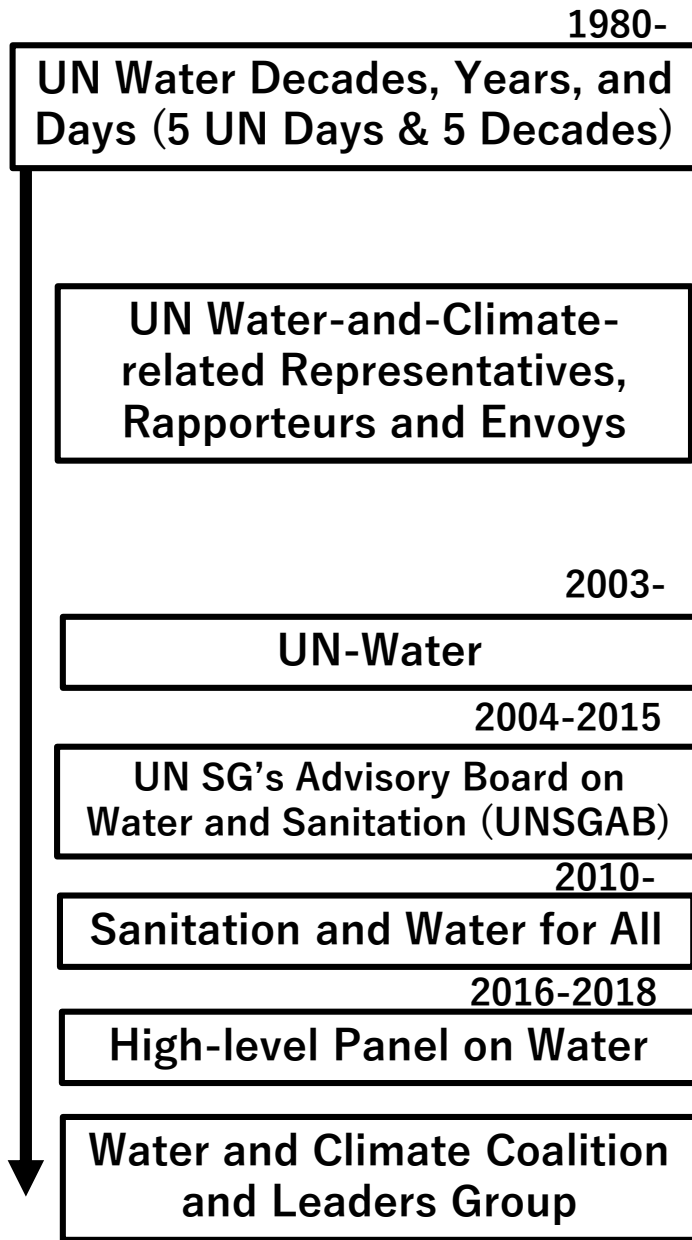 1980-
UN Water Decades, Years, and
Days (5 UN Days & 5 Decades)
UN Water-and-Climate-
related Representatives,
Rapporteurs and Envoys
2003-
UN-Water
2004-2015
UN SG’s Advisory Board on
Water and Sanitation (UNSGAB)
2010-
Sanitation and Water for All
2016-2018
High-level Panel on Water
Water and Climate Coalition
and Leaders Group